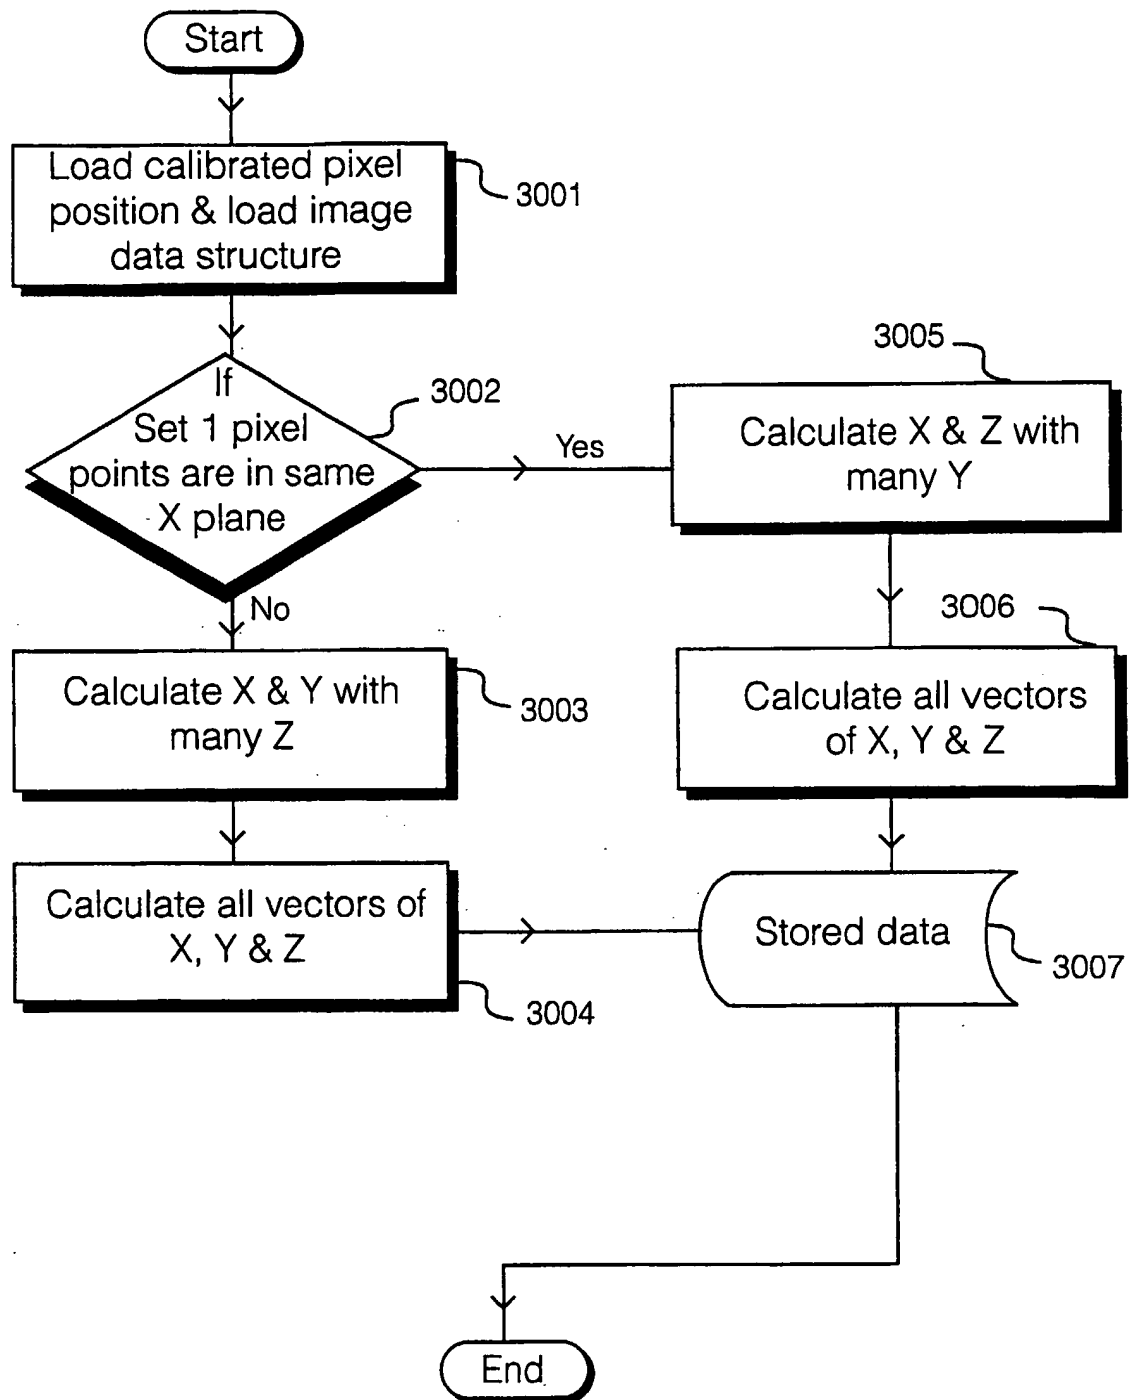 Start
Load calibrated pixel
position & load image
data structure
3001
If
Set 1 pixel
points are in same
X plane
3002
Yes
No
3005
Calculate X & Z with
many Y
3006
Calculate all vectors
of X, Y & Z
Calculate X & Y with
many Z
3003
Calculate all vectors of
X, Y & Z
3004
Stored data
3007
End